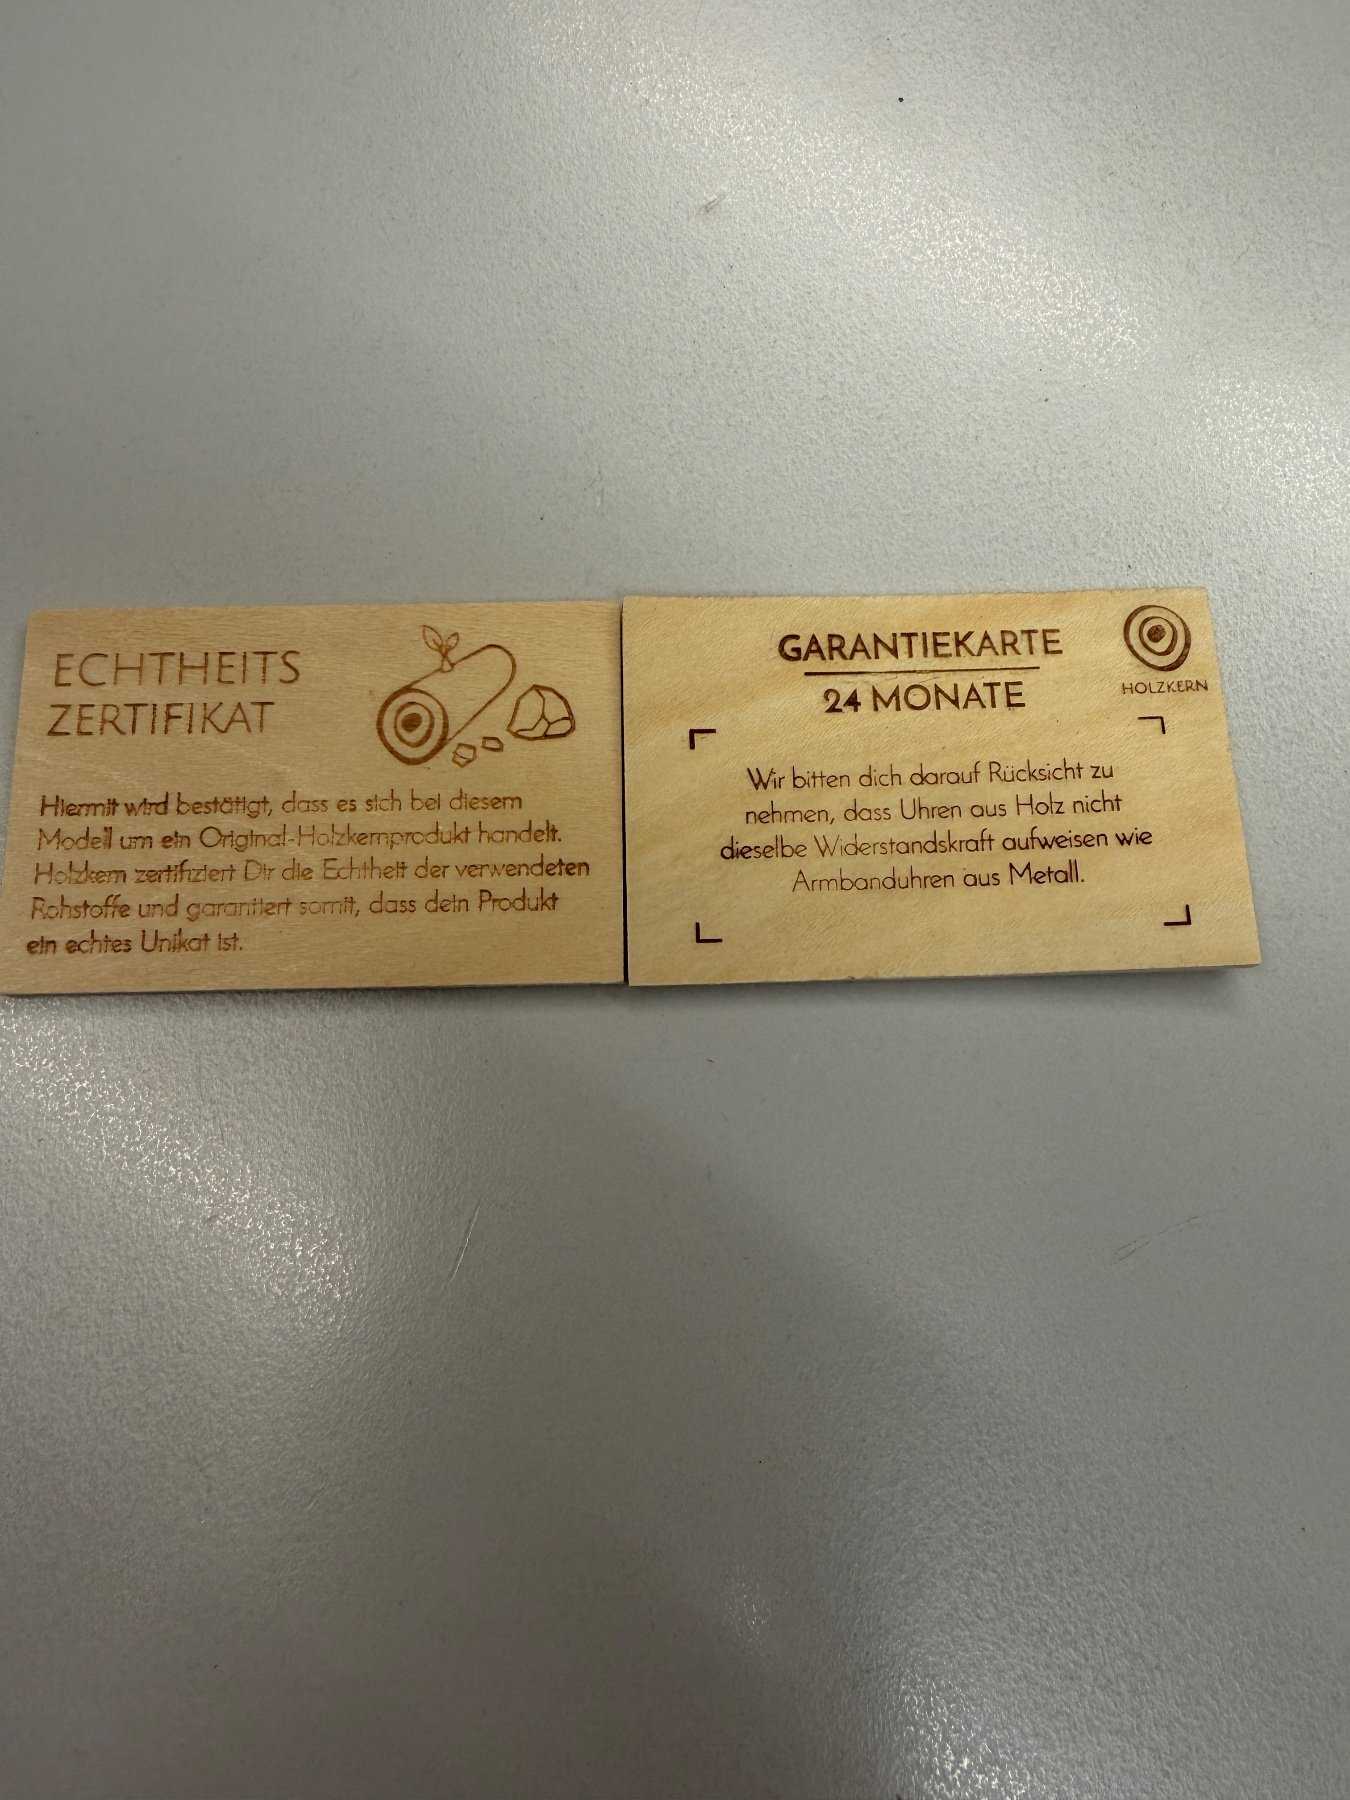 ECHTHEITS
ZERTIFIKAT
Hiermit wird bestätigt, dass es sich bei diesem
Modell um ein Original-Holzkernprodukt handelt.
Holzkern zertifiziert Dir die Echtheit der verwendeten
Rohstoffe und garantiert somit, dass dein Produkt
ein echtes Unikat ist.
GARANTIEKARTE
24 MONATE
HOLZKERN
Wir bitten dich darauf Rücksicht zu
nehmen, dass Uhren aus Holz nicht
dieselbe Widerstandskraft aufweisen wie
Armbanduhren aus Metall.